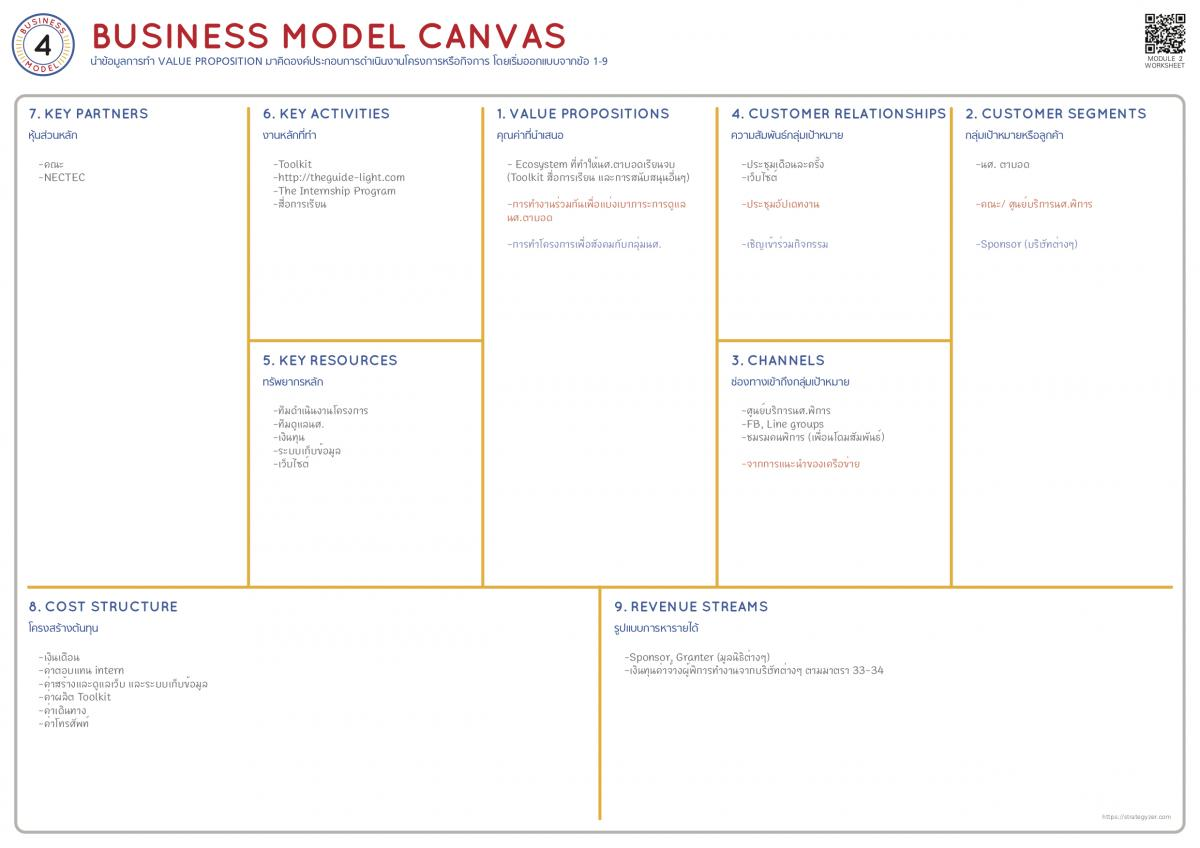 BUSINESS
4
MODEL
BUSINESS MODEL CANVAS
นำข้อมูลการทำ VALUE PROPOSITION มาคิดองค์ประกอบการดำเนินงานโครงการหรือกิจการ โดยเริ่มออกแบบจากข้อ 1-9
MODULE 2
WORKSHEET
7. KEY PARTNERS
หุ้นส่วนหลัก
-คณะ
-NECTEC
6. KEY ACTIVITIES
งานหลักที่ทำ
-Toolkit
-http://theguide-light.com
-The Internship Program
-สื่อการเรียน
5. KEY RESOURCES
ทรัพยากรหลัก
-ทีมดำเนินงานโครงการ
-ทีมดูแลนศ.
-เงินทุน
-ระบบเก็บข้อมูล
-เว็บไซต์
1. VALUE PROPOSITIONS
คุณค่าที่นำเสนอ
- Ecosystem ที่ทำให้นศ.ตาบอดเรียนจบ
(Toolkit สื่อการเรียน และการสนับสนุนอื่นๆ)
-การทำงานร่วมกันเพื่อแบ่งเบาภาระการดูแล
นศ.ตาบอด
-การทำโครงการเพื่อสังคมกับกลุ่มนศ.
4. CUSTOMER RELATIONSHIPS
ความสัมพันธ์กลุ่มเป้าหมาย
-ประชุมเดือนละครั้ง
-เว็บไซต์
-ประชุมอัปเดทงาน
-เชิญเข้าร่วมกิจกรรม
3. CHANNELS
ช่องทางเข้าถึงกลุ่มเป้าหมาย
-ศูนย์บริการนศ.พิการ
-FB, Line groups
-ชมรมคนพิการ (เพื่อนโดมสัมพันธ์)
-จากการแนะนำของเครือข่าย
2. CUSTOMER SEGMENTS
กลุ่มเป้าหมายหรือลูกค้า
-นศ. ตาบอด
-คณะ/ ศูนย์บริการนศ.พิการ
-Sponsor (บริษัทต่างๆ)
8. COST STRUCTURE
โครงสร้างต้นทุน
-เงินเดือน
-ค่าตอบแทน intern
-ค่าสร้างและดูแลเว็บ และระบบเก็บข้อมูล
-ค่าผลิต Toolkit
-ค่าเดินทาง
-ค่าโทรศัพท์
9. REVENUE STREAMS
รูปแบบการหารายได้
-Sponsor, Granter (มูลนิธิต่างๆ)
-เงินทุนค่าจ้างผู้พิการทำงานจากบริษัทต่างๆ ตามมาตรา 33-34
https://strategyzer.com